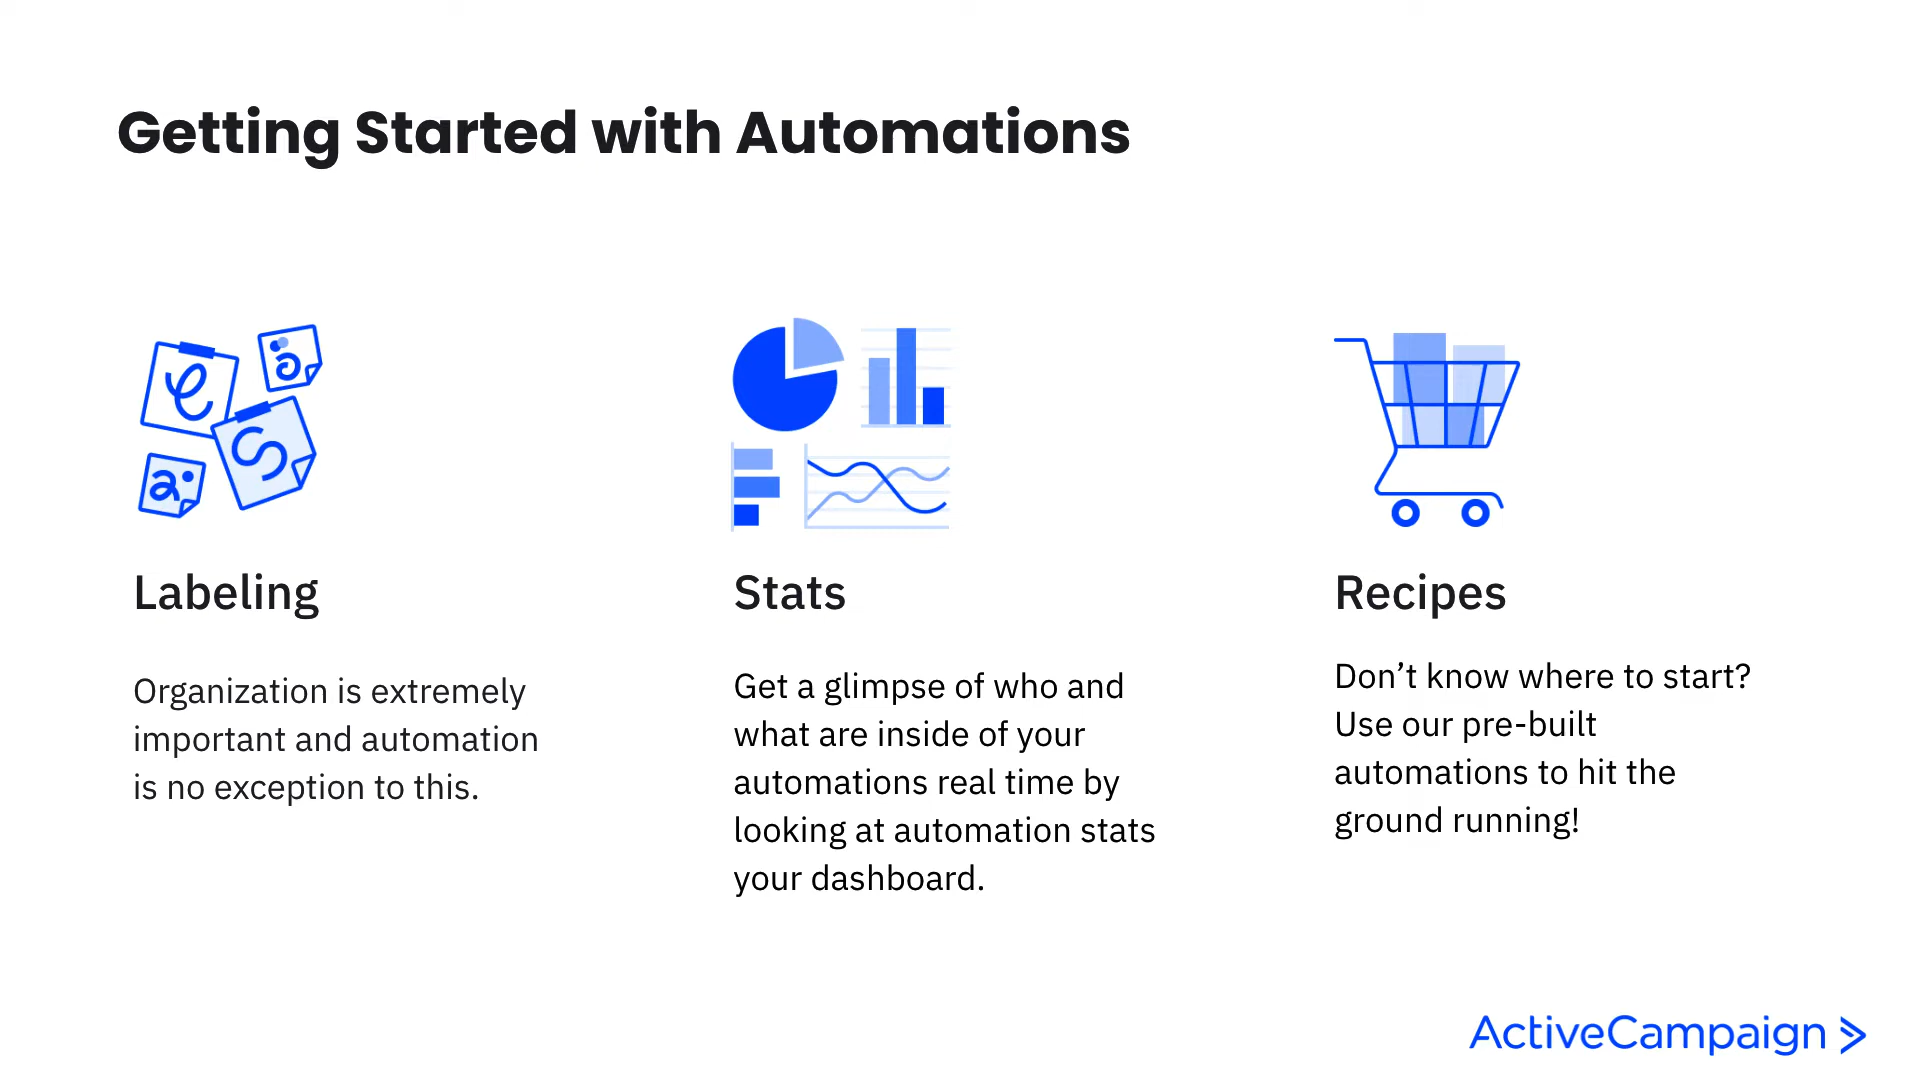 Getting Started with Automations
Labeling
Organization is extremely
important and automation
is no exception to this.
Stats
Get a glimpse of who and
what are inside of your
automations real time by
looking at automation stats
your dashboard.
Recipes
Don’t know where to start?
Use our pre-built
automations to hit the
ground running!
ActiveCampaign